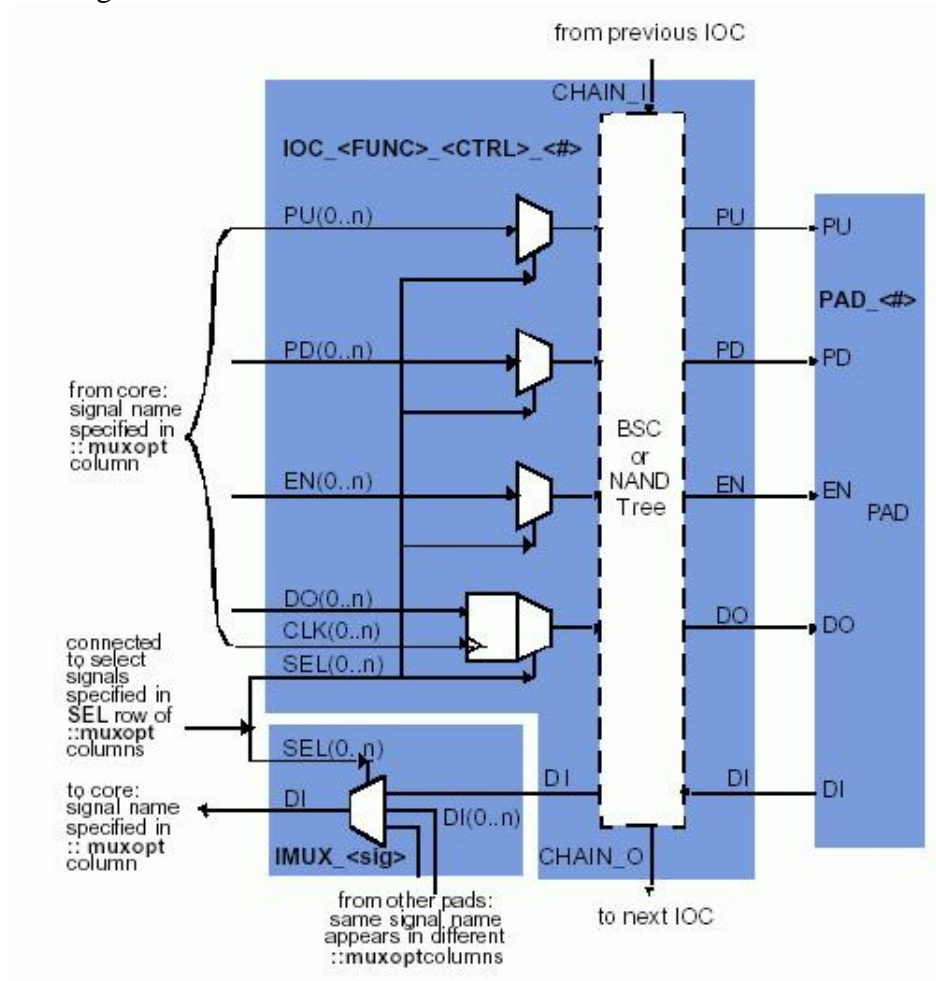 from previous IOC
CHAIN_I
IOC_<FUNC>_<CTRL>_<#>
PU(0..n)
PU
PU
PAD_<#>
PD(0..n)
PD
PD
from core:
signal name
specified in
:: muxopt
column
BSC
or
NAND
Tree
EN(0..n)
EN
EN
PAD
DO(0..n)
DO
DO
CLK(0..n)
SEL(0..n)
connected
to select
signals
specified in
SEL row of
::muxopt
columns
SEL(0..n)
DI
DI
DI
to core:
signal name
specified in
:: muxopt
column
DI
DI(0..n)
IMUX_<sig>
CHAIN_O
from other pads:
same signal name
appears in different
::muxoptcolumns
to next IOC